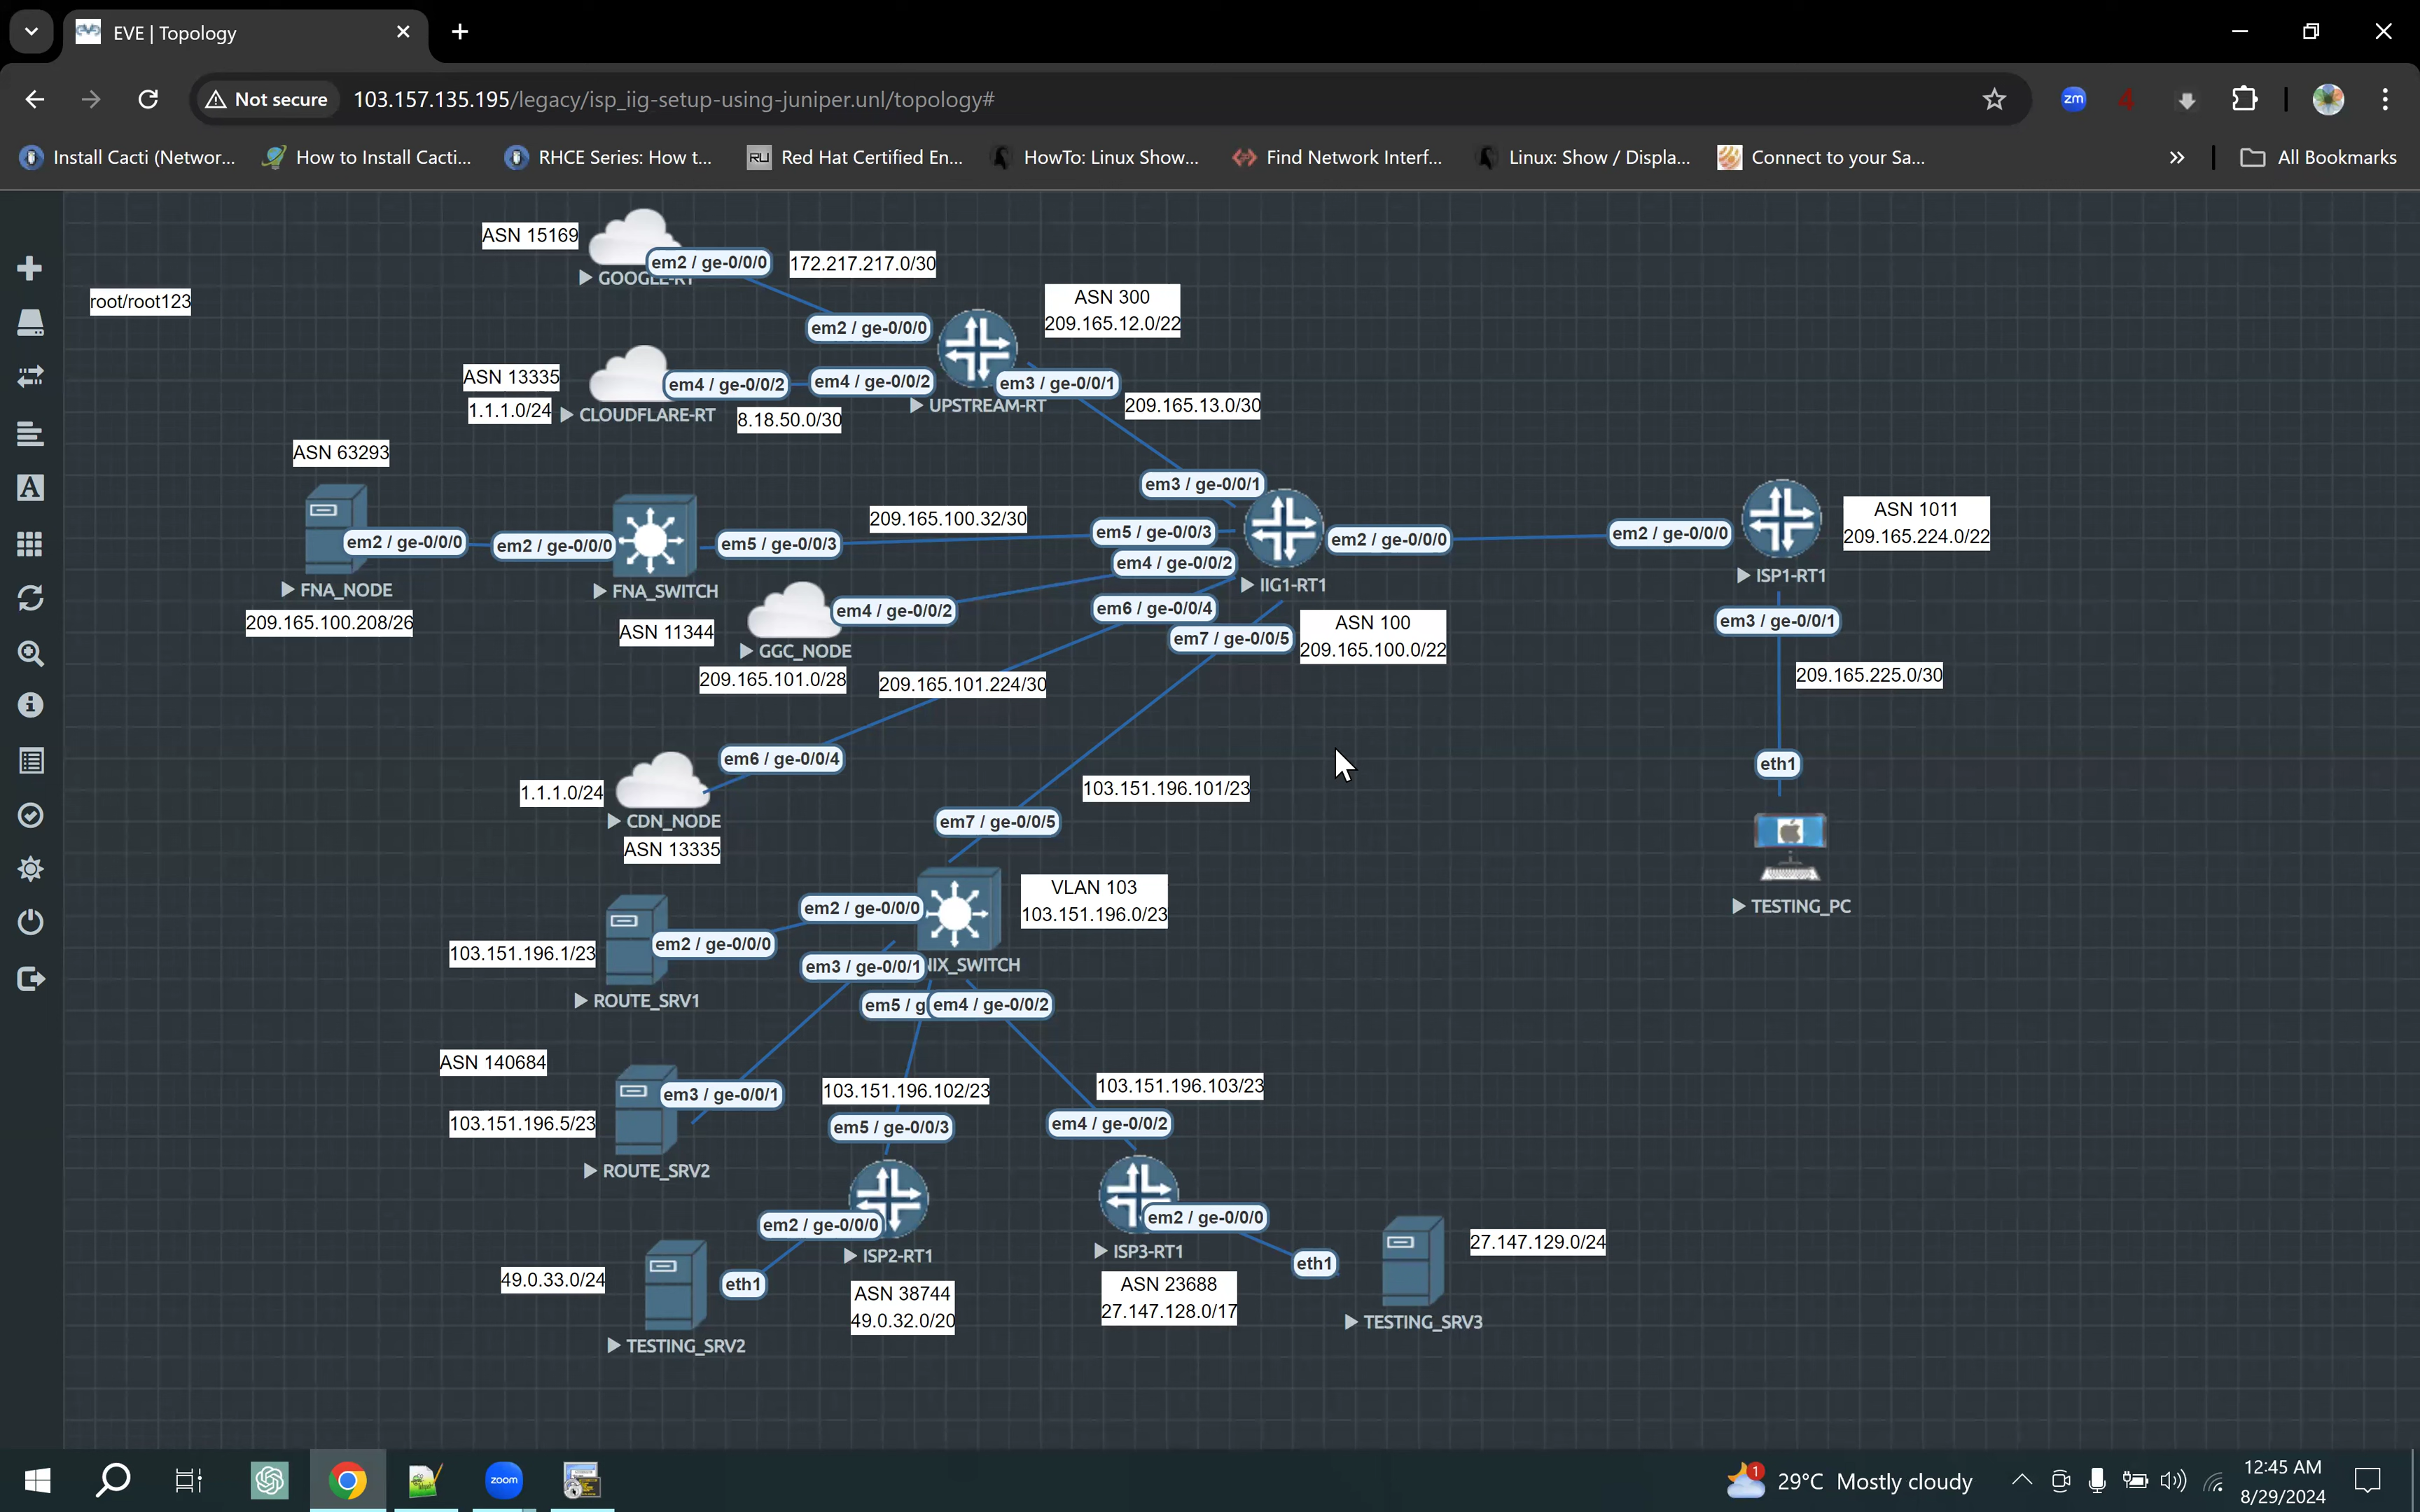 EVE | Topology
Not secure
103.157.135.195/legacy/isp_iig-setup-using-juniper.unl/topology#
zm
4
Install Cacti (Networ...
How to Install Cacti...
RHCE Series: How t...
RU
Red Hat Certified En...
HowTo: Linux Show...
Find Network Interf...
Linux: Show / Displa...
Connect to your Sa...
All Bookmarks
ASN 15169
em2 / ge-0/0/0
172.217.217.0/30
GOOGLE-RT
root/root123
ASN 300
209.165.12.0/22
em2 / ge-0/0/0
ASN 13335
1.1.1.0/24
CLOUDFLARE-RT
em4 / ge-0/0/2
em4 / ge-0/0/2
8.18.50.0/30
em3 / ge-0/0/1
UPSTREAM-RT
209.165.13.0/30
ASN 63293
em2 / ge-0/0/0
em2 / ge-0/0/0
FNA_NODE
209.165.100.208/26
FNA_SWITCH
em5 / ge-0/0/3
209.165.100.32/30
em3 / ge-0/0/1
em5 / ge-0/0/3
em4 / ge-0/0/2
em6 / ge-0/0/4
em7 / ge-0/0/5
IIG1-RT1
em2 / ge-0/0/0
ASN 100
209.165.100.0/22
em2 / ge-0/0/0
ISP1-RT1
ASN 1011
209.165.224.0/22
em3 / ge-0/0/1
209.165.225.0/30
eth1
TESTING_PC
ASN 11344
em4 / ge-0/0/2
GGC_NODE
209.165.101.0/28
209.165.101.224/30
em6 / ge-0/0/4
1.1.1.0/24
CDN_NODE
ASN 13335
103.151.196.101/23
em7 / ge-0/0/5
VLAN 103
103.151.196.0/23
em2 / ge-0/0/0
em2 / ge-0/0/0
103.151.196.1/23
ROUTE_SRV1
em3 / ge-0/0/1
NIX_SWITCH
em5 / g
em4 / ge-0/0/2
ASN 140684
em3 / ge-0/0/1
103.151.196.5/23
ROUTE_SRV2
103.151.196.102/23
em5 / ge-0/0/3
103.151.196.103/23
em4 / ge-0/0/2
em2 / ge-0/0/0
ISP2-RT1
ASN 38744
49.0.32.0/20
em2 / ge-0/0/0
ISP3-RT1
ASN 23688
27.147.128.0/17
49.0.33.0/24
eth1
TESTING_SRV2
eth1
27.147.129.0/24
TESTING_SRV3
zoom
1
29°C Mostly cloudy
12:45 AM
8/29/2024